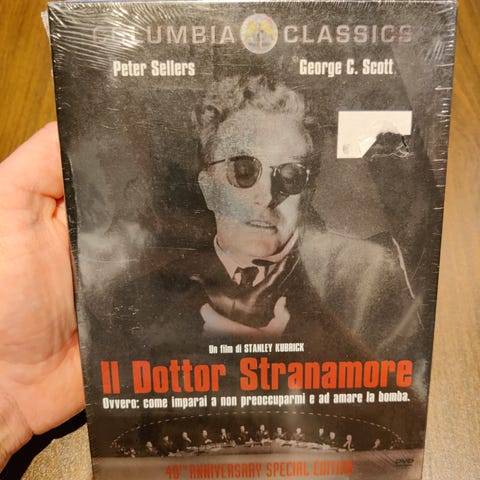 COLUMBIA CLASSICS
Peter Sellers George C. Scott
Un film di STANLEY KUBRICK
Il Dottor Stranamore
Ovvero: come imparai a non preoccuparmi e ad amare la bomba.
40TH ANNIVERSARY SPECIAL EDITION
DVD